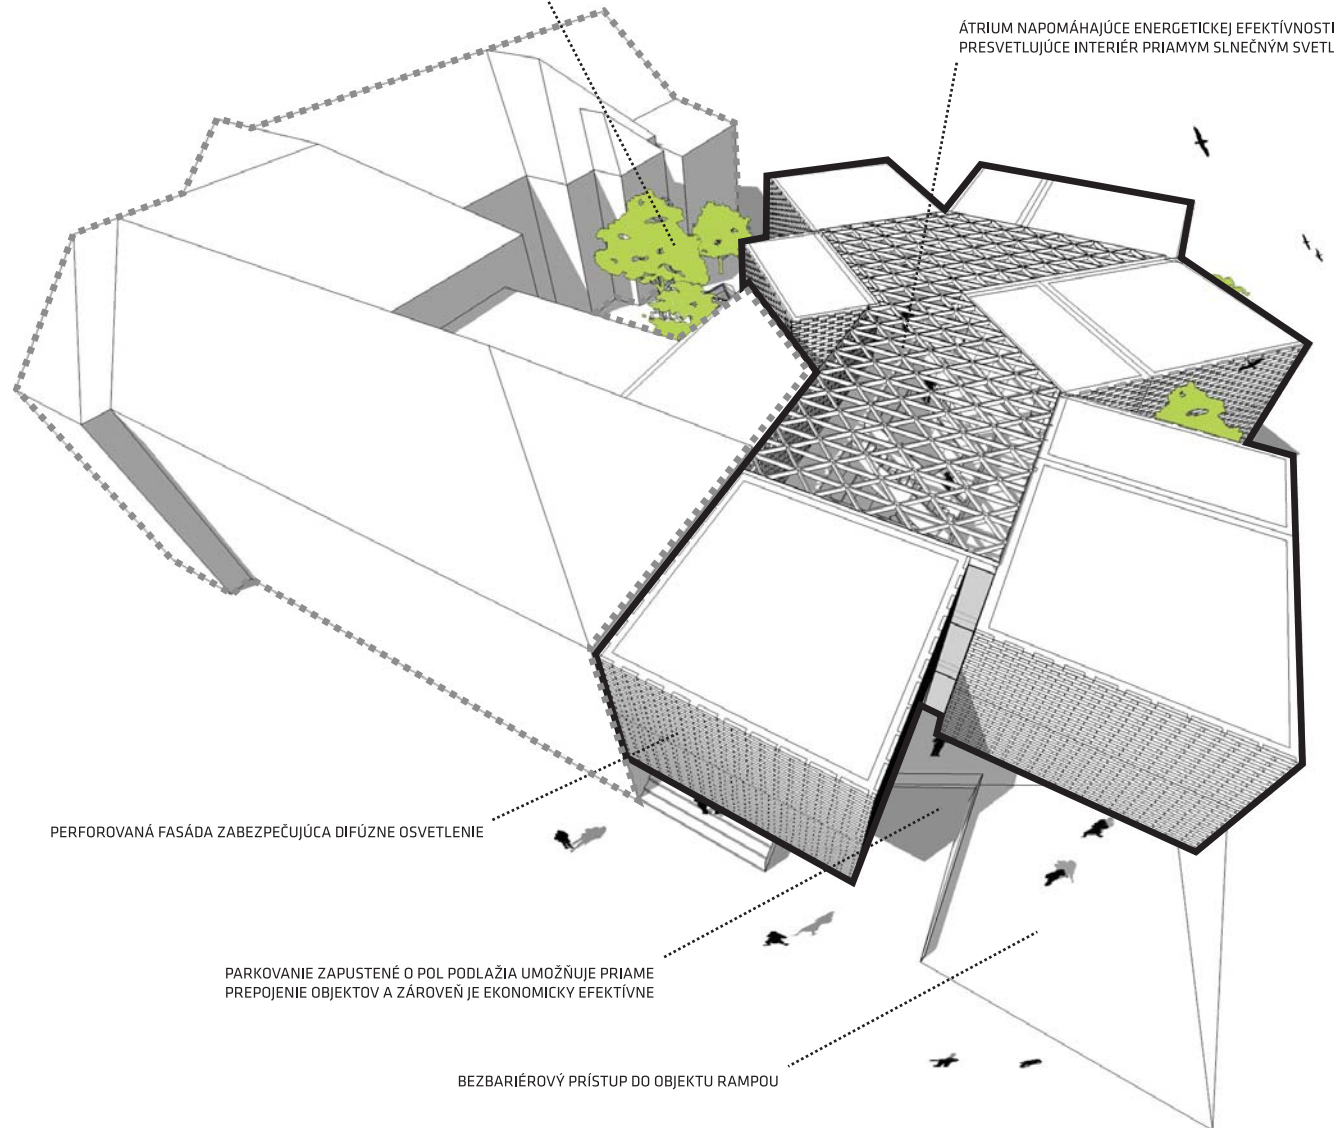 ÁTRIUM NAPOMÁHAJÚCE ENERGETICKEJ EFEKTÍVNOSTI
PRESVETLUJÚCE INTERIÉR PRIAMYM SLNEČNÝM SVETL
PERFOROVANÁ FASÁDA ZABEZPEČUJÚCA DIFÚZNE OSVETLENIE
PARKOVANIE ZAPUSTENÉ O POL PODLAŽIA UMOŽŇUJE PRIAME
PREPOJENIE OBJEKTOV A ZÁROVEŇ JE EKONOMICKY EFEKTÍVNE
BEZBARIÉROVÝ PRÍSTUP DO OBJEKTU RAMPOU